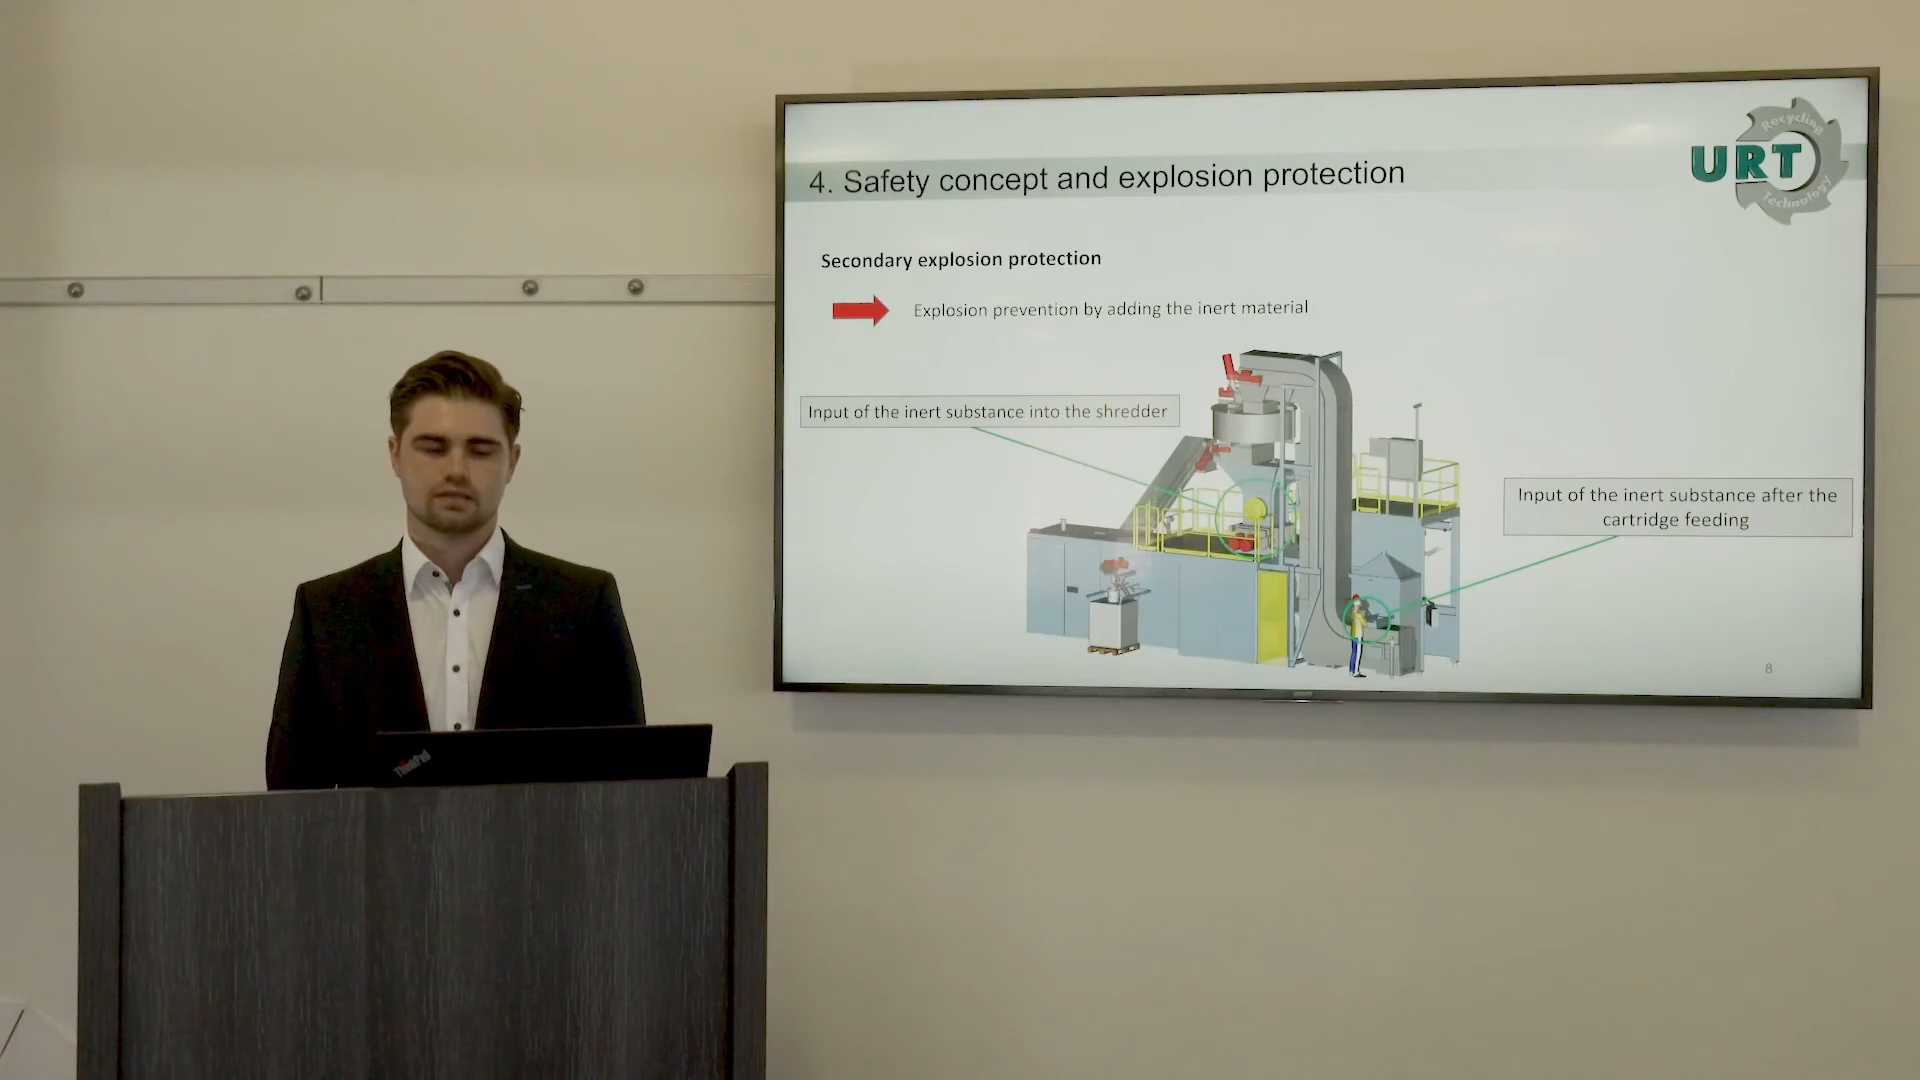 Recycling
URT
Technology
4. Safety concept and explosion protection
Secondary explosion protection
Explosion prevention by adding the inert material
Input of the inert substance into the shredder
Input of the inert substance after the
cartridge feeding
8
ThinkPad